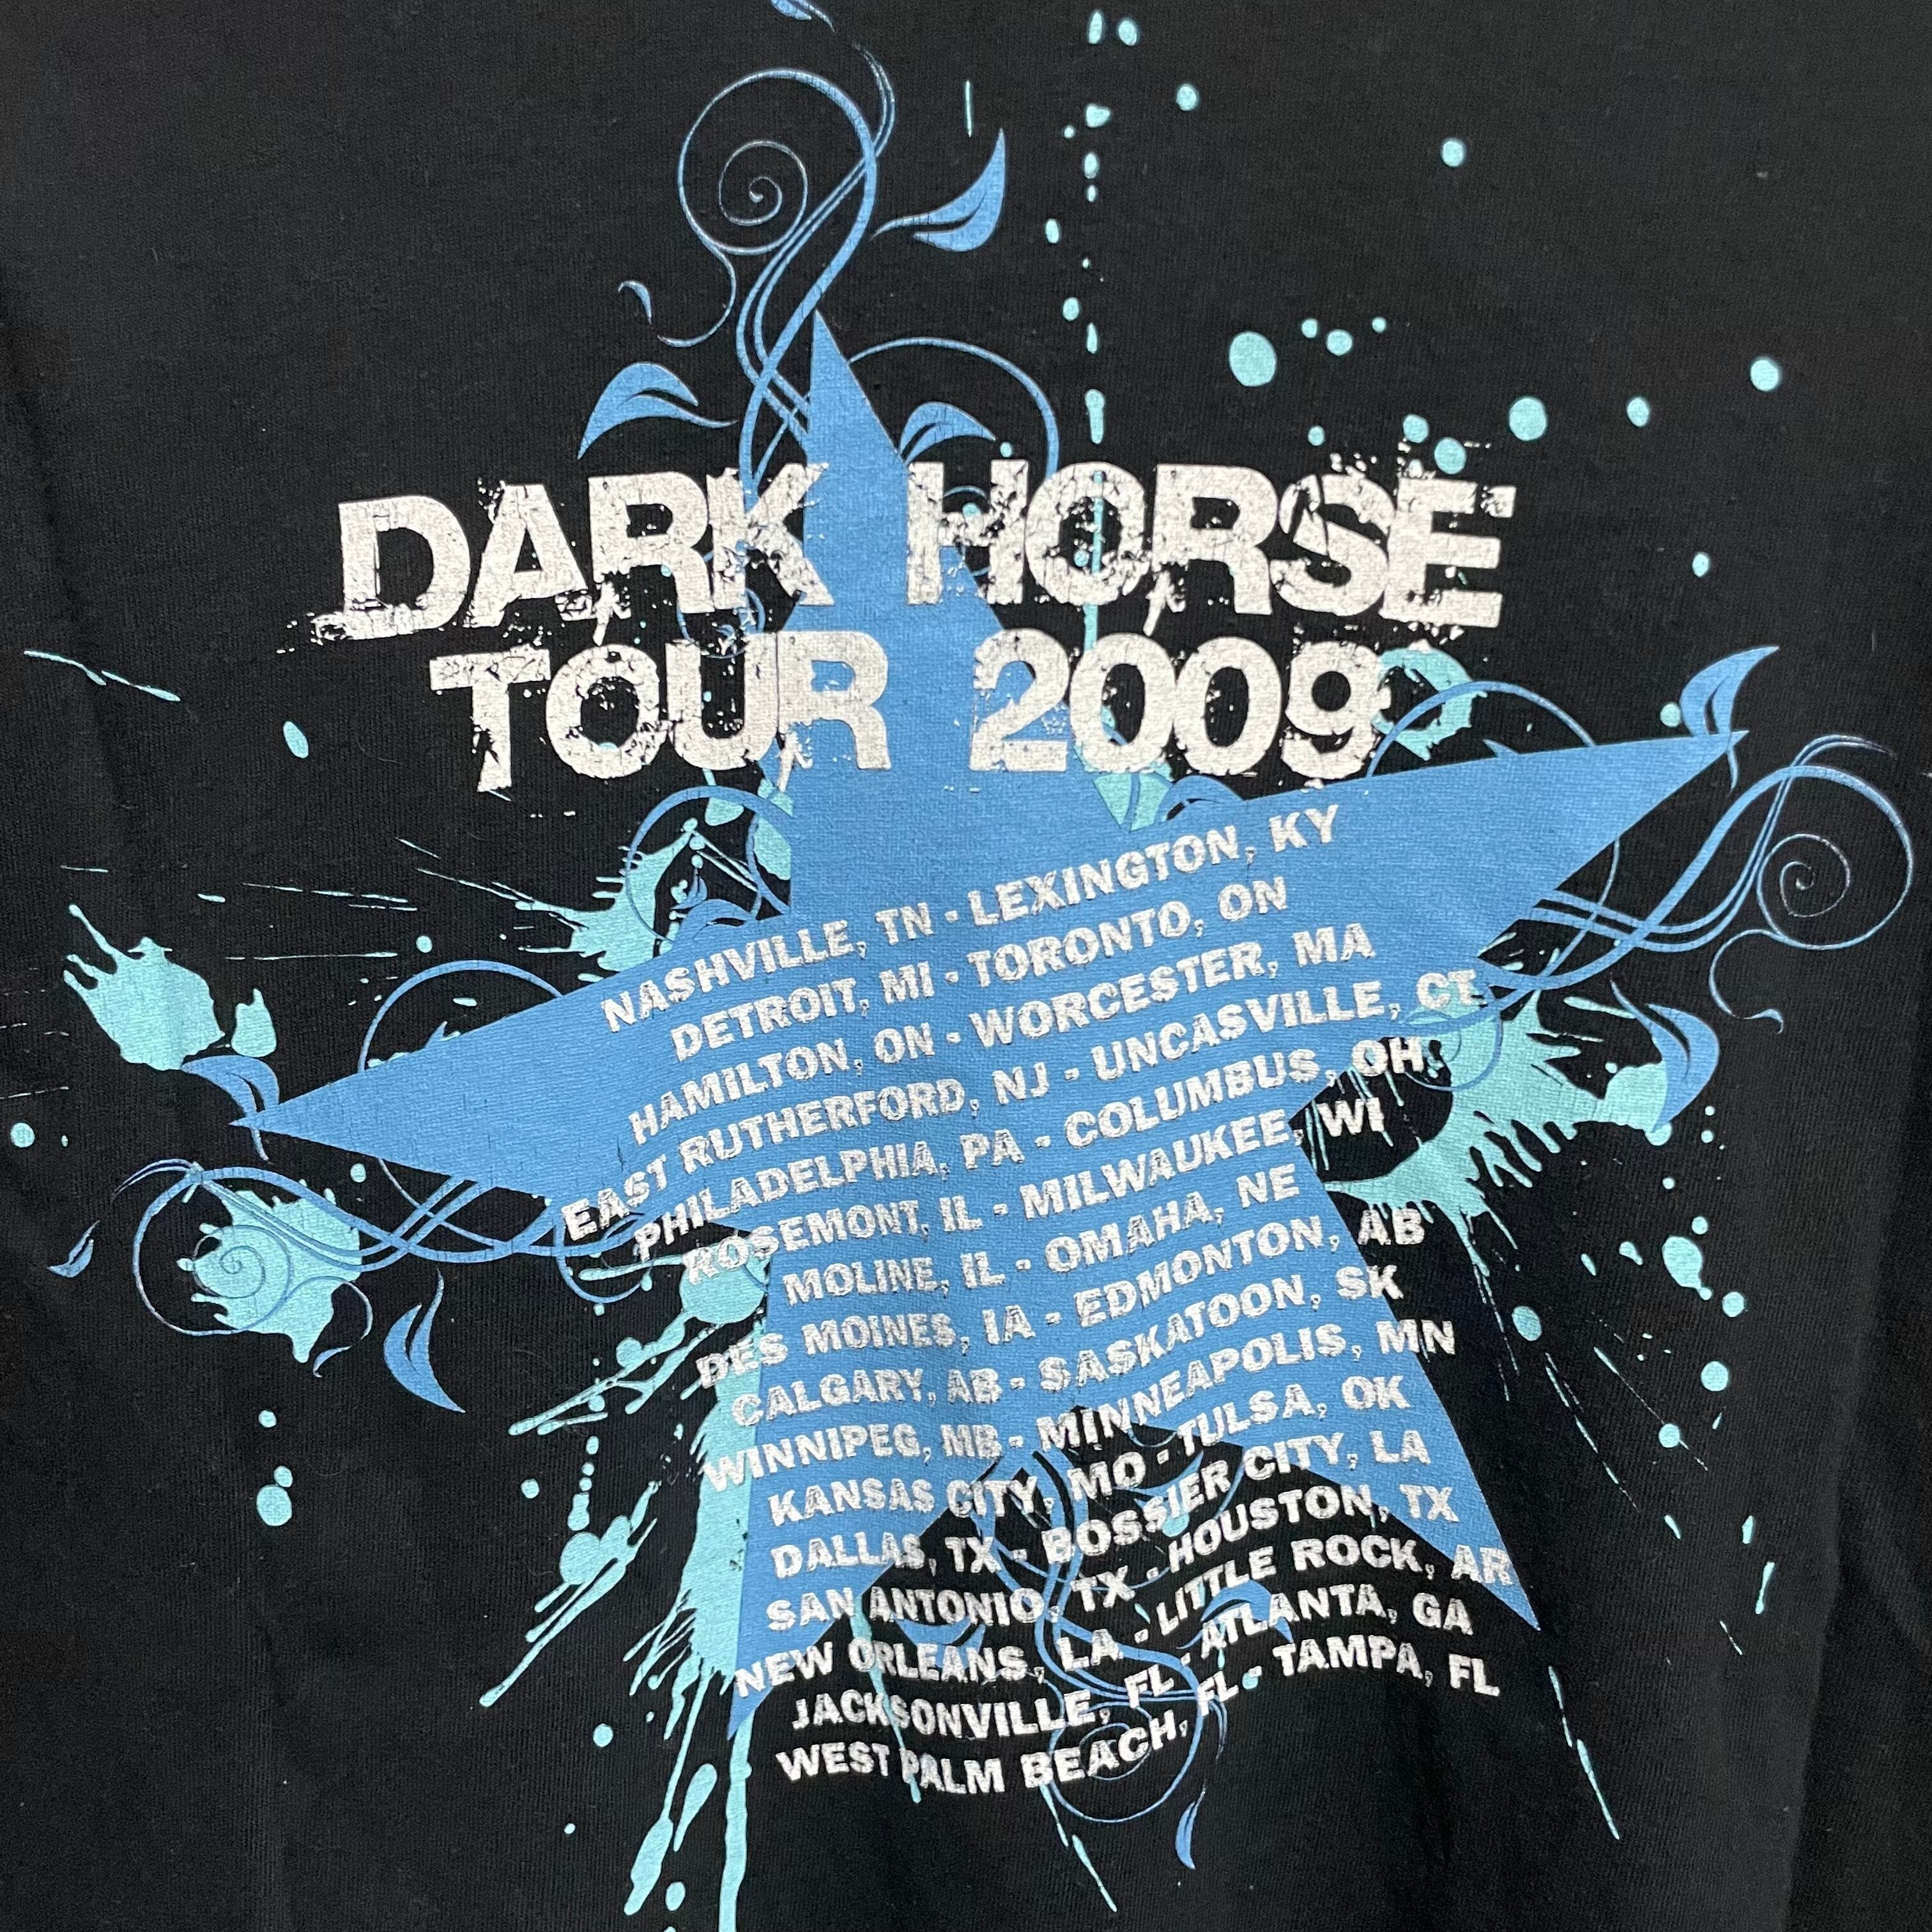 DARK HORSE
TOUR 2009
NASHVILLE, TN - LEXINGTON, KY
DETROIT, MI - TORONTO, ON
HAMILTON, ON - WORCESTER, MA
EAST RUTHERFORD, NJ - UNCASVILLE, CT
PHILADELPHIA, PA - COLUMBUS, OH
ROSEMONT, IL - MILWAUKEE, WI
MOLINE, IL - OMAHA, NE
DES MOINES, IA - EDMONTON, AB
CALGARY, AB - SASKATOON, SK
WINNIPEG, MB - MINNEAPOLIS, MN
KANSAS CITY, MO - TULSA, OK
DALLAS, TX - BOSSIER CITY, LA
SAN ANTONIO, TX - HOUSTON, TX
NEW ORLEANS, LA - LITTLE ROCK, AR
JACKSONVILLE, FL - ATLANTA, GA
WEST PALM BEACH, FL - TAMPA, FL